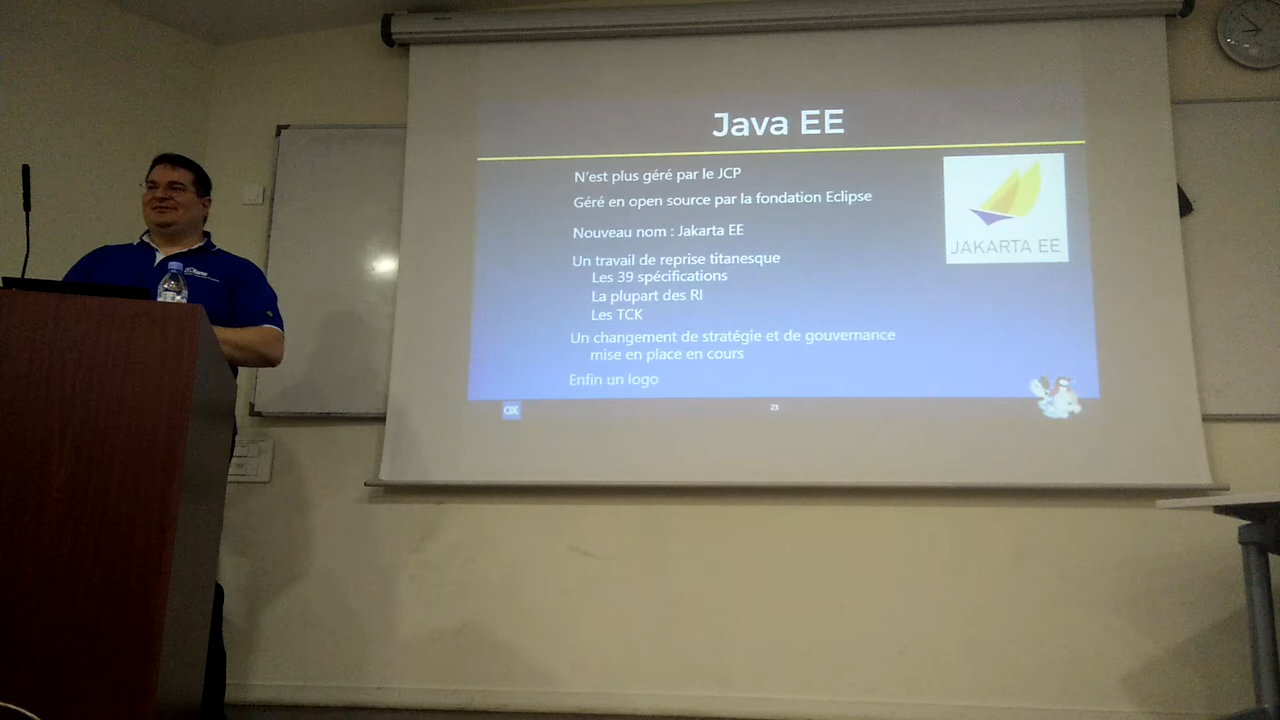 Java EE
N'est plus géré par le JCP
Géré en open source par la fondation Eclipse
Nouveau nom : Jakarta EE
JAKARTA EE
Un travail de reprise titanesque
Les 39 spécifications
La plupart des RI
Les TCK
Un changement de stratégie et de gouvernance
mise en place en cours
Enfin un logo
23